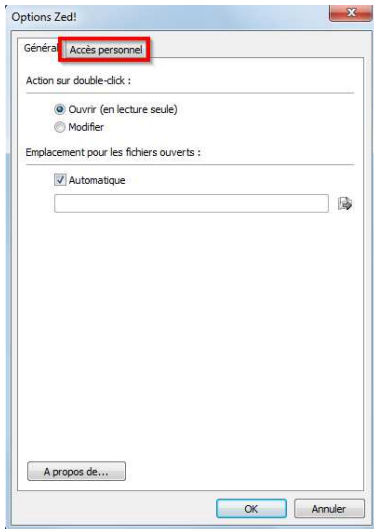 Options Zed!
Général Accès personnel
Action sur double-click :
Ouvrir (en lecture seule)
Modifier
Emplacement pour les fichiers ouverts :
Automatique
A propos de...
OK Annuler